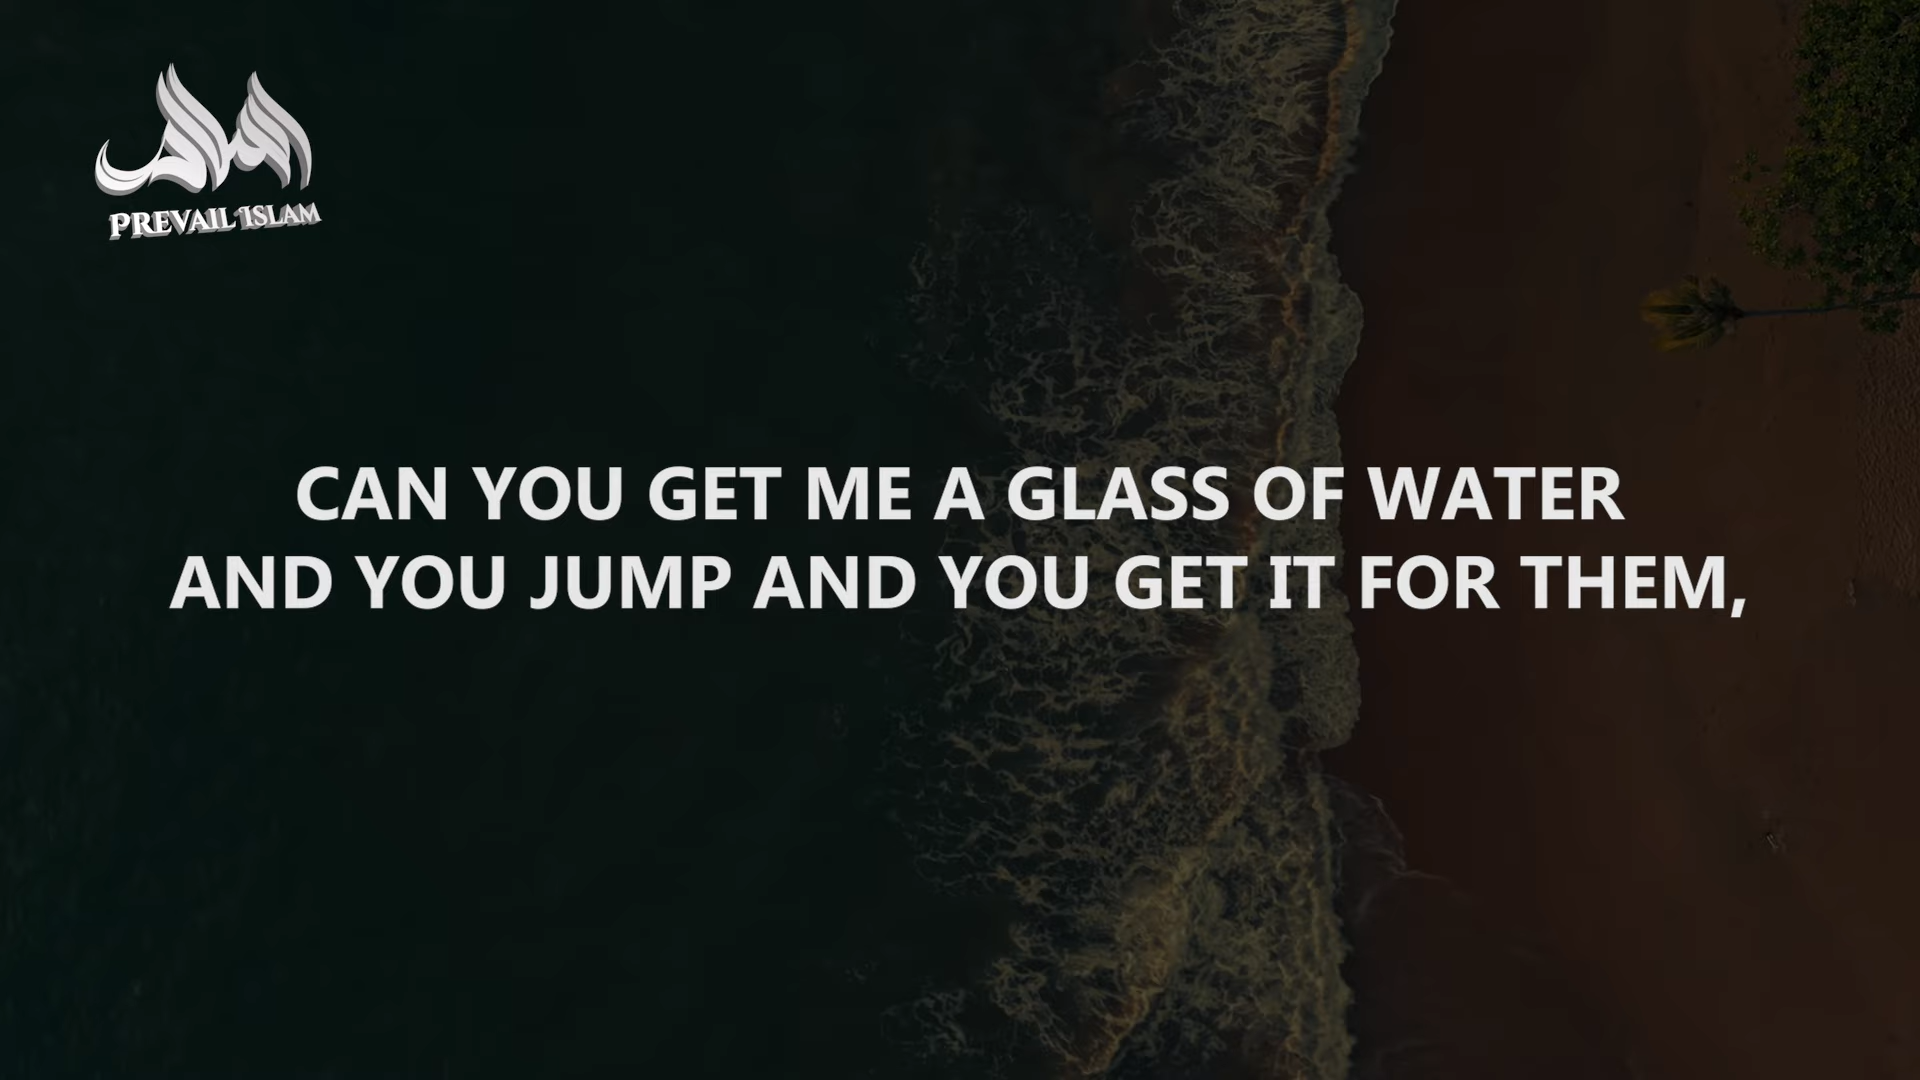 PREVAIL ISLAM
CAN YOU GET ME A GLASS OF WATER
AND YOU JUMP AND YOU GET IT FOR THEM,